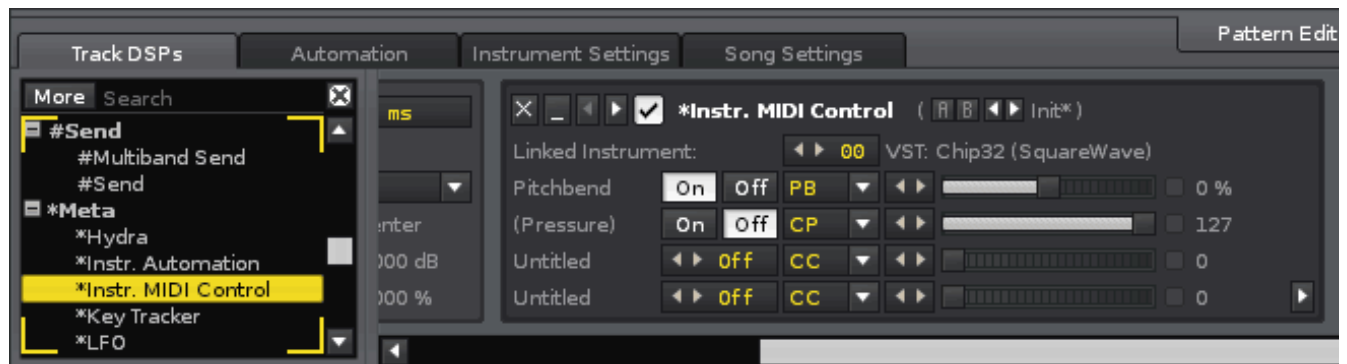 Pattern Edit
Track DSPs Automation Instrument Settings Song Settings
More Search
#Send
#Multiband Send
#Send
*Meta
*Hydra
*Instr. Automation
*Instr. MIDI Control
*Key Tracker
*LFO
ms
enter
000 dB
000 %
*Instr. MIDI Control ( A B Init* )
Linked Instrument: 00 VST: Chip32 (SquareWave)
Pitchbend On Off PB 0 %
(Pressure) On Off CP 127
Untitled Off CC 0
Untitled Off CC 0